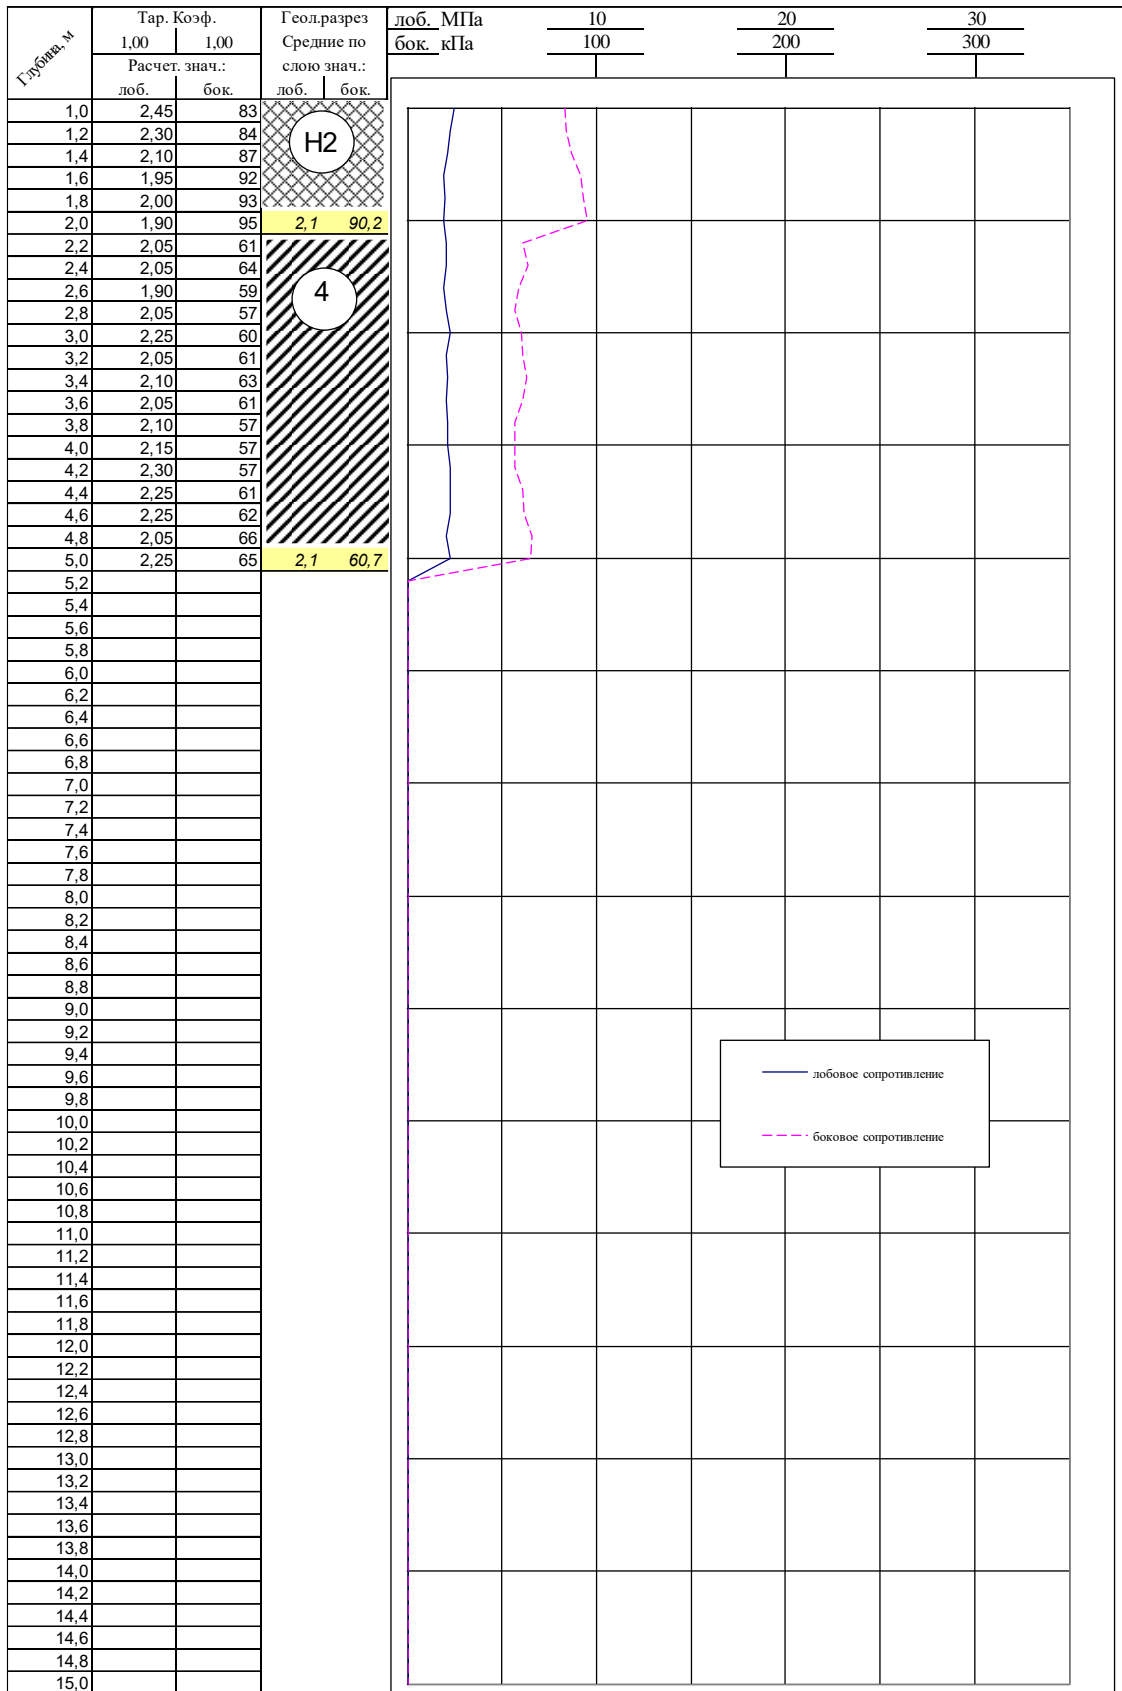 Глубина, м Тар. Коэф. Геол.разрез лоб. МПа 10 20 30
1,00 1,00 Средние по бок. кПа 100 200 300
Расчет. знач.: слою знач.:
лоб. бок. лоб. бок.
1,0 2,45 83
1,2 2,30 84
H2
1,4 2,10 87
1,6 1,95 92
1,8 2,00 93
2,0 1,90 95 2,1 90,2
2,2 2,05 61
2,4 2,05 64
2,6 1,90 59
4
2,8 2,05 57
3,0 2,25 60
3,2 2,05 61
3,4 2,10 63
3,6 2,05 61
3,8 2,10 57
4,0 2,15 57
4,2 2,30 57
4,4 2,25 61
4,6 2,25 62
4,8 2,05 66
5,0 2,25 65 2,1 60,7
5,2
5,4
5,6
5,8
6,0
6,2
6,4
6,6
6,8
7,0
7,2
7,4
7,6
7,8
8,0
8,2
8,4
8,6
8,8
9,0
9,2
9,4
9,6 лобовое сопротивление
9,8
10,0
10,2 боковое сопротивление
10,4
10,6
10,8
11,0
11,2
11,4
11,6
11,8
12,0
12,2
12,4
12,6
12,8
13,0
13,2
13,4
13,6
13,8
14,0
14,2
14,4
14,6
14,8
15,0